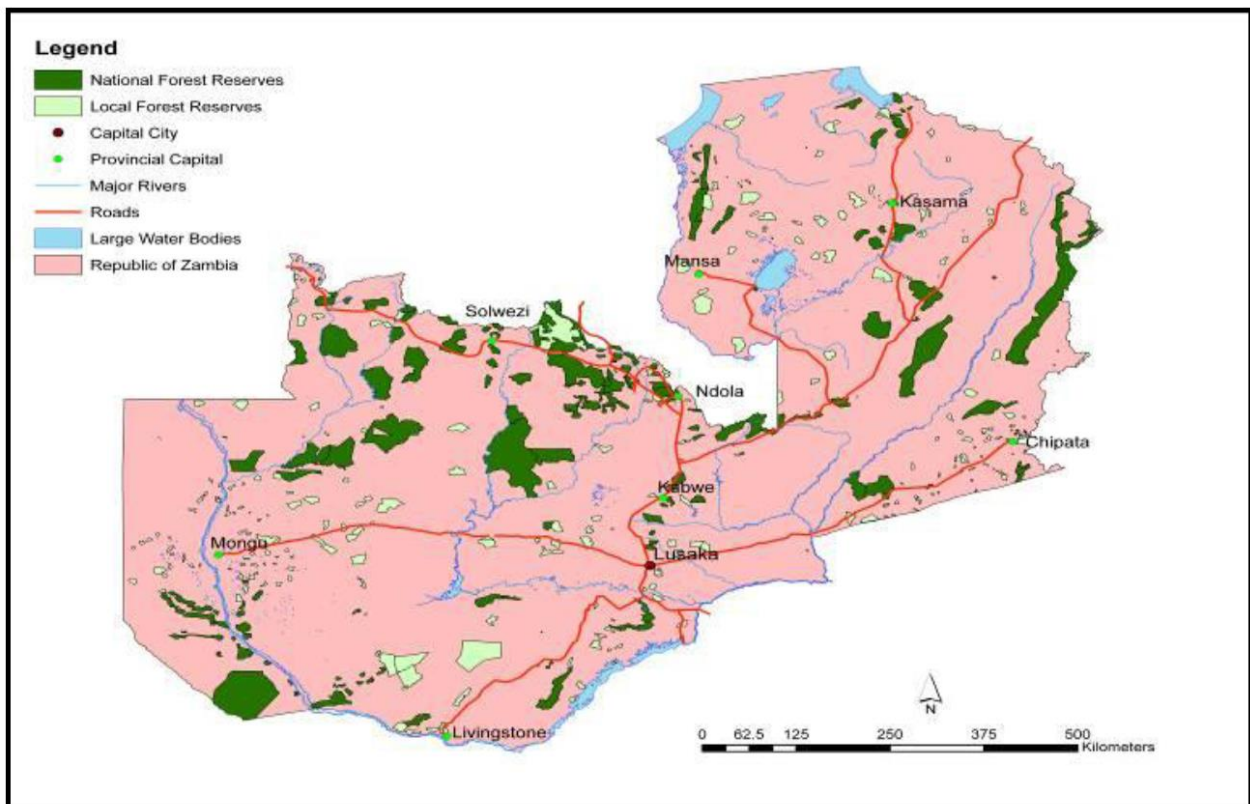 Legend
National Forest Reserves
Local Forest Reserves
Capital City
Provincial Capital
Major Rivers
Roads
Large Water Bodies
Republic of Zambia
Kasama
Mansa
Solwezi
Ndola
Chipata
Kabwe
Mongu
Lusaka
Livingstone
N
0 62.5 125 250 375 500
Kilometers